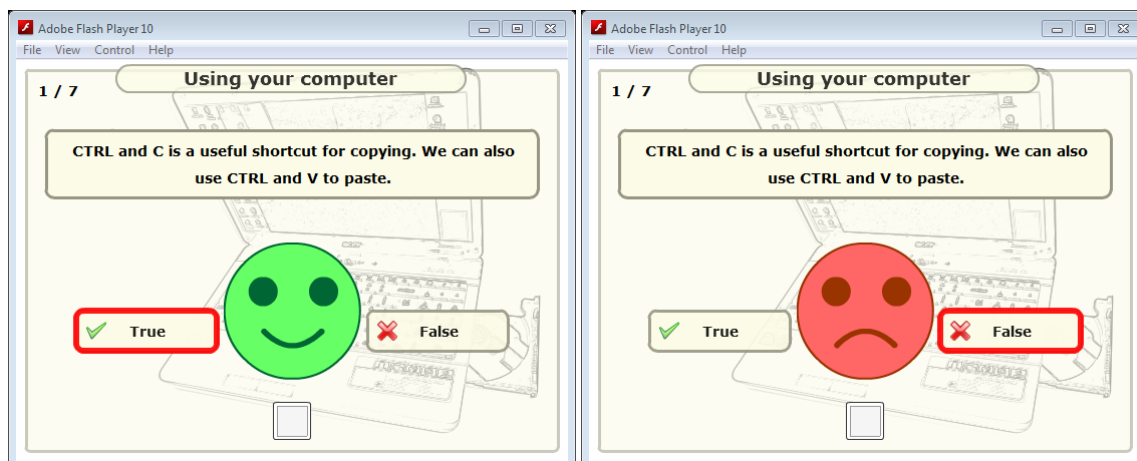 Adobe Flash Player 10
File View Control Help
Using your computer
1 / 7
CTRL and C is a useful shortcut for copying. We can also
use CTRL and V to paste.
True
False
Adobe Flash Player 10
File View Control Help
Using your computer
1 / 7
CTRL and C is a useful shortcut for copying. We can also
use CTRL and V to paste.
True
False